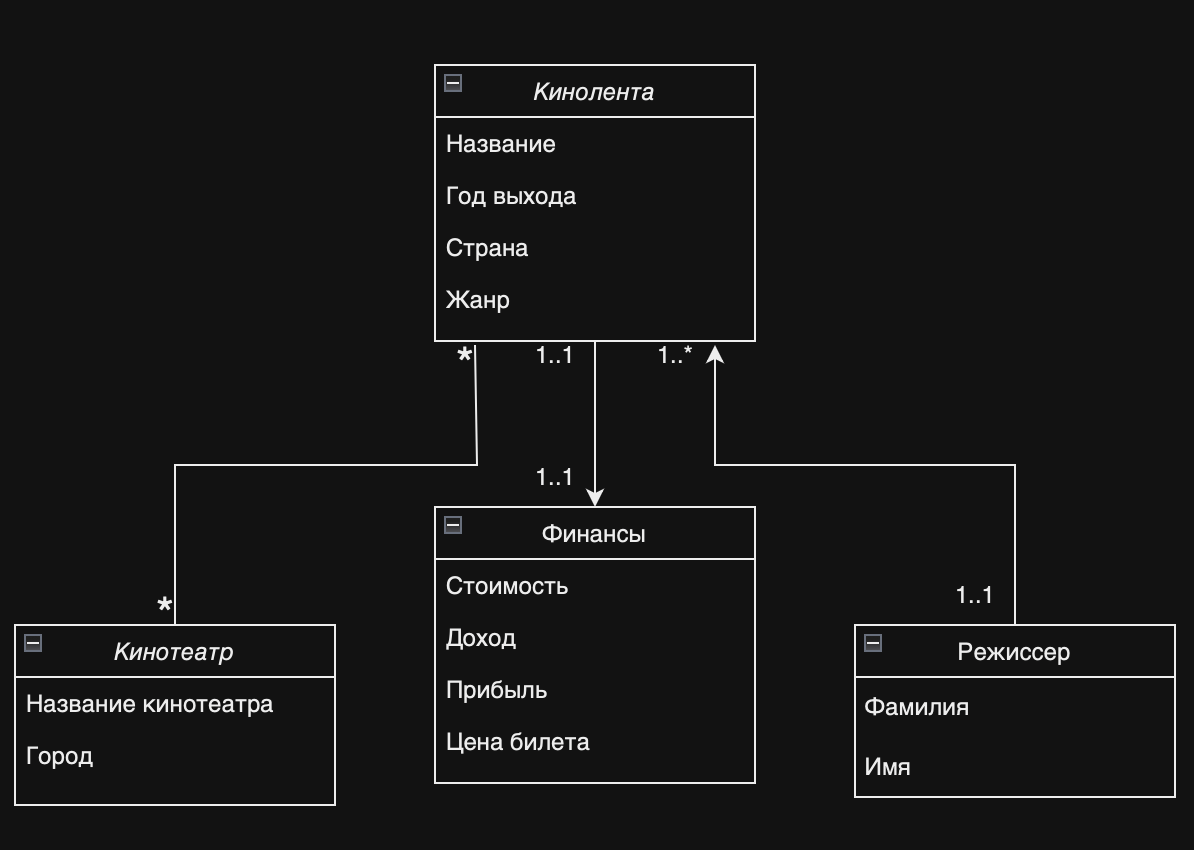 Кинолента
Название
Год выхода
Страна
Жанр
*
1..1
1..*
1..1
*
1..1
Финансы
Стоимость
Доход
Прибыль
Цена билета
Кинотеатр
Название кинотеатра
Город
Режиссер
Фамилия
Имя